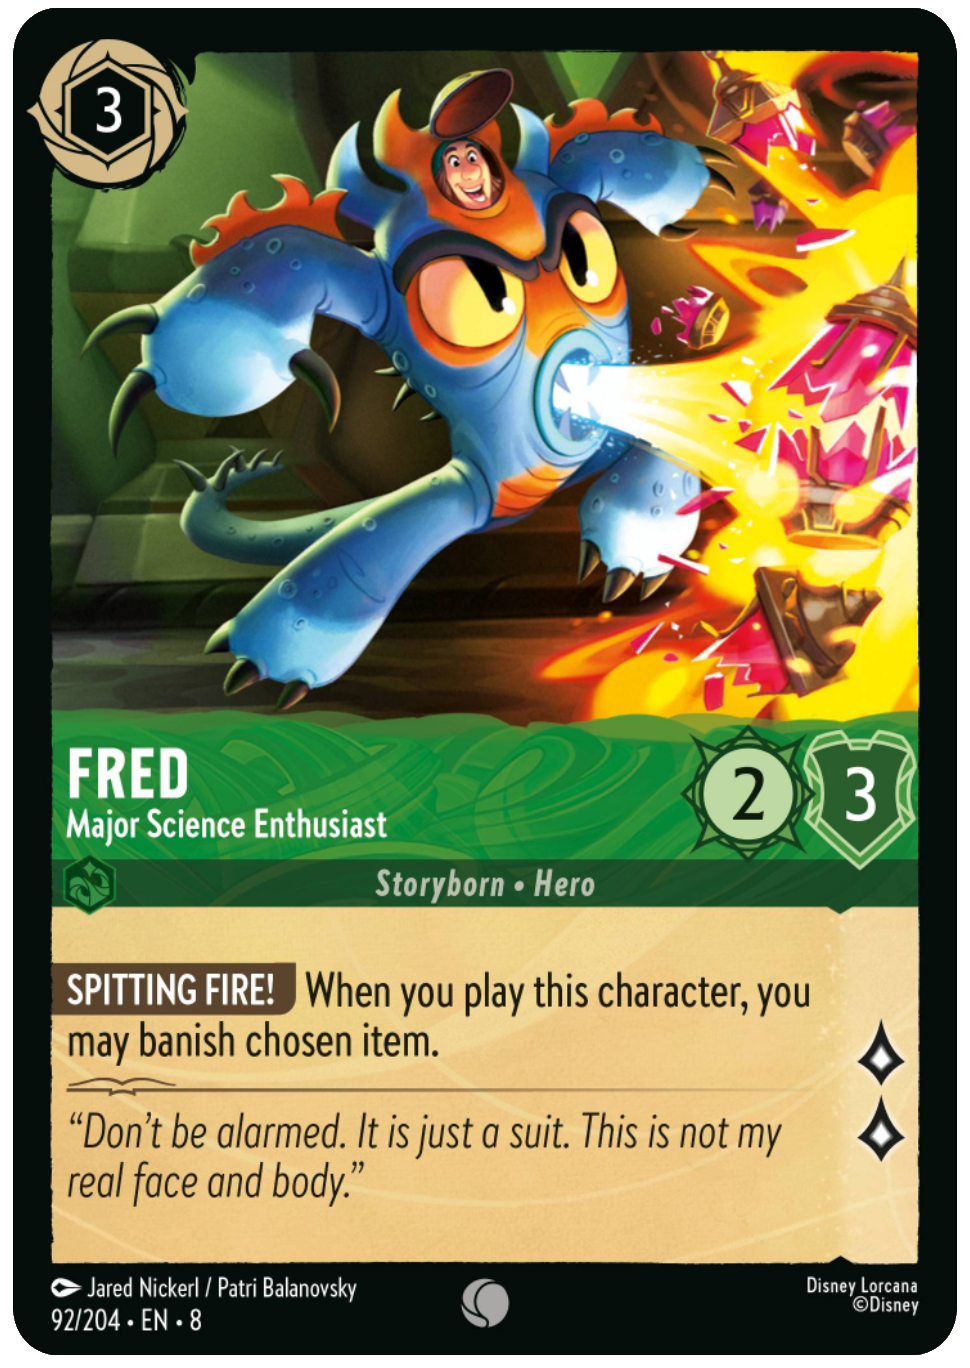 3
FRED
Major Science Enthusiast
2
3
Storyborn • Hero
SPITTING FIRE! When you play this character, you
may banish chosen item.
“Don’t be alarmed. It is just a suit. This is not my
real face and body.”
Jared Nickerl / Patri Balanovsky
Disney Lorcana
92/204 • EN • 8
©Disney